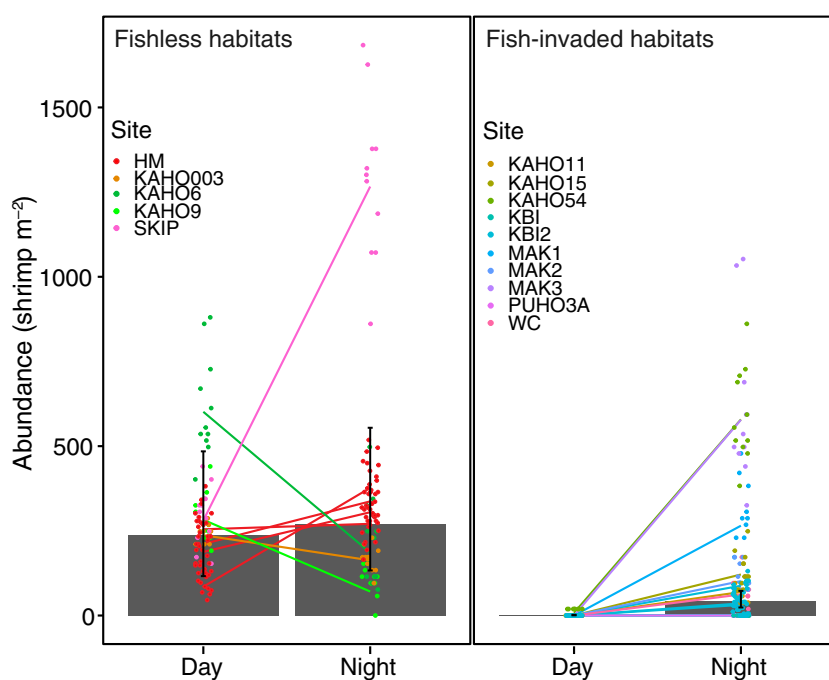 Fishless habitats
Fish-invaded habitats
Abundance (shrimp m⁻²)
1500
1000
500
0
Site
HM
KAHO003
KAHO6
KAHO9
SKIP
Site
KAHO11
KAHO15
KAHO54
KBI
KBI2
MAK1
MAK2
MAK3
PUHO3A
WC
Day
Night
Day
Night